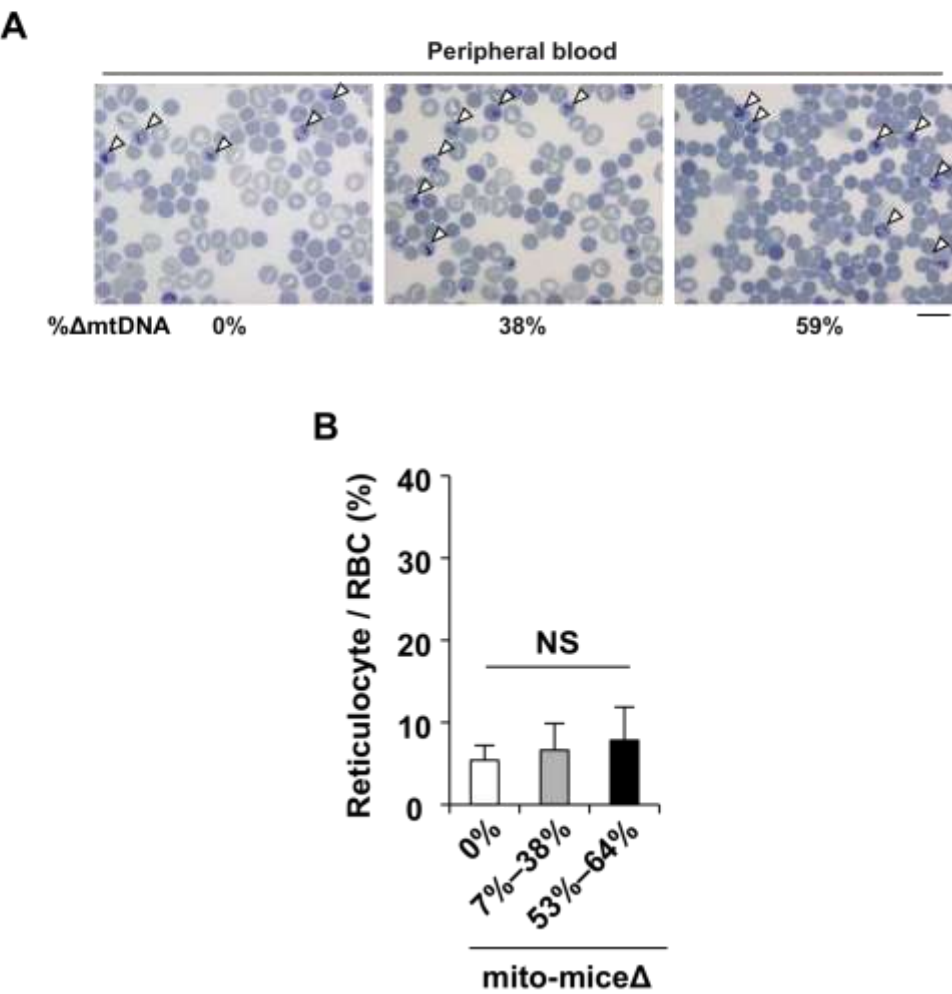 A
Peripheral blood
%ΔmtDNA 0% 38% 59%
B
Reticulocyte / RBC (%)
40
30
20
10
0
NS
0% 7%–38% 53%–64%
mito-miceΔ